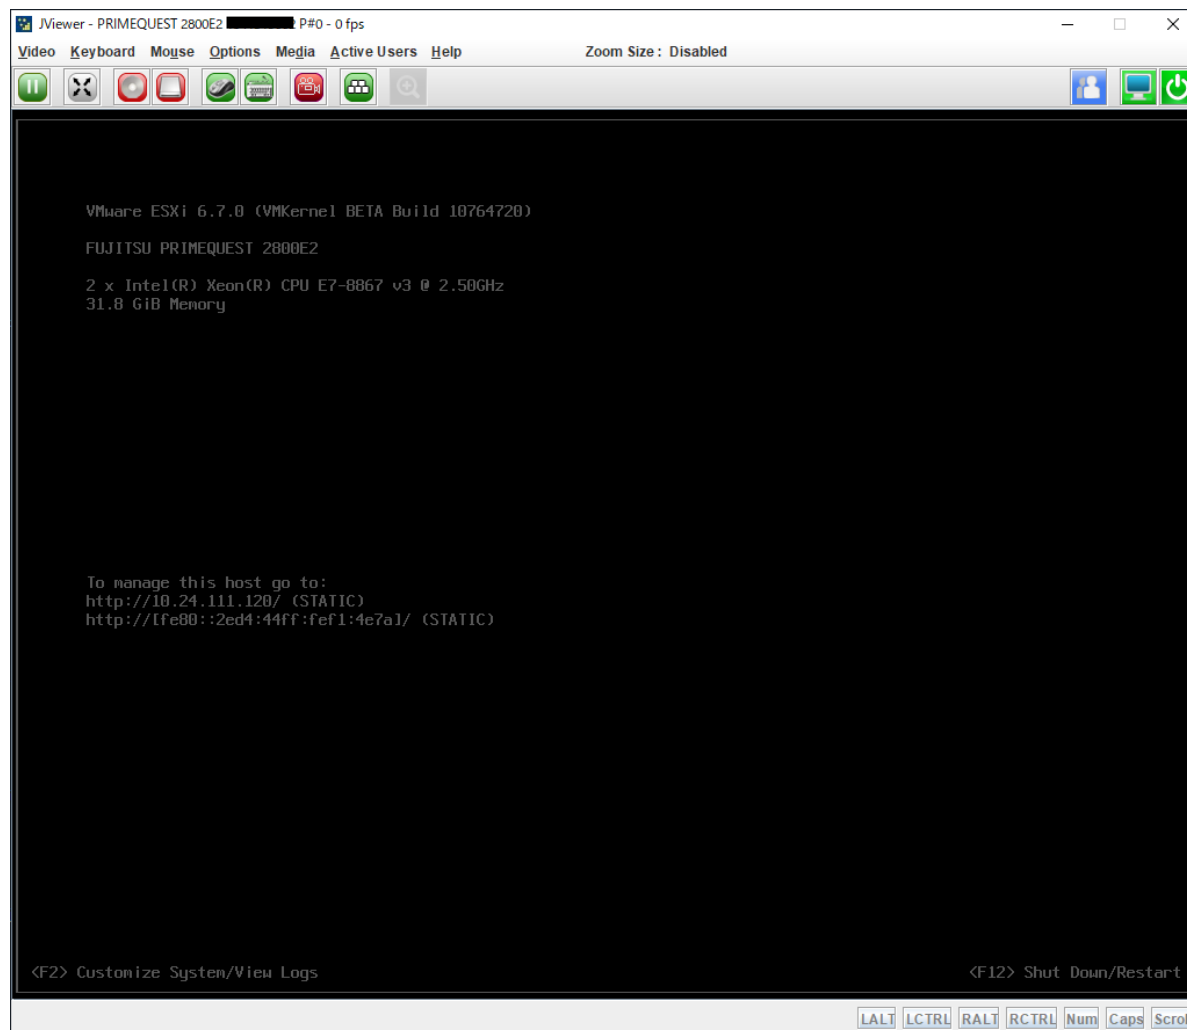 JViewer - PRIMEQUEST 2800E2 P#0 - 0 fps
Video Keyboard Mouse Options Media Active Users Help Zoom Size : Disabled
VMware ESXi 6.7.0 (VMKernel BETA Build 10764720)
FUJITSU PRIMEQUEST 2800E2
2 x Intel(R) Xeon(R) CPU E7-8867 v3 @ 2.50GHz
31.8 GiB Memory
To manage this host go to:
http://10.24.111.120/ (STATIC)
http://[fe80::2ed4:44ff:fef1:4e7a]/ (STATIC)
<F2> Customize System/View Logs <F12> Shut Down/Restart
LALT LCTRL RALT RCTRL Num Caps Scrol